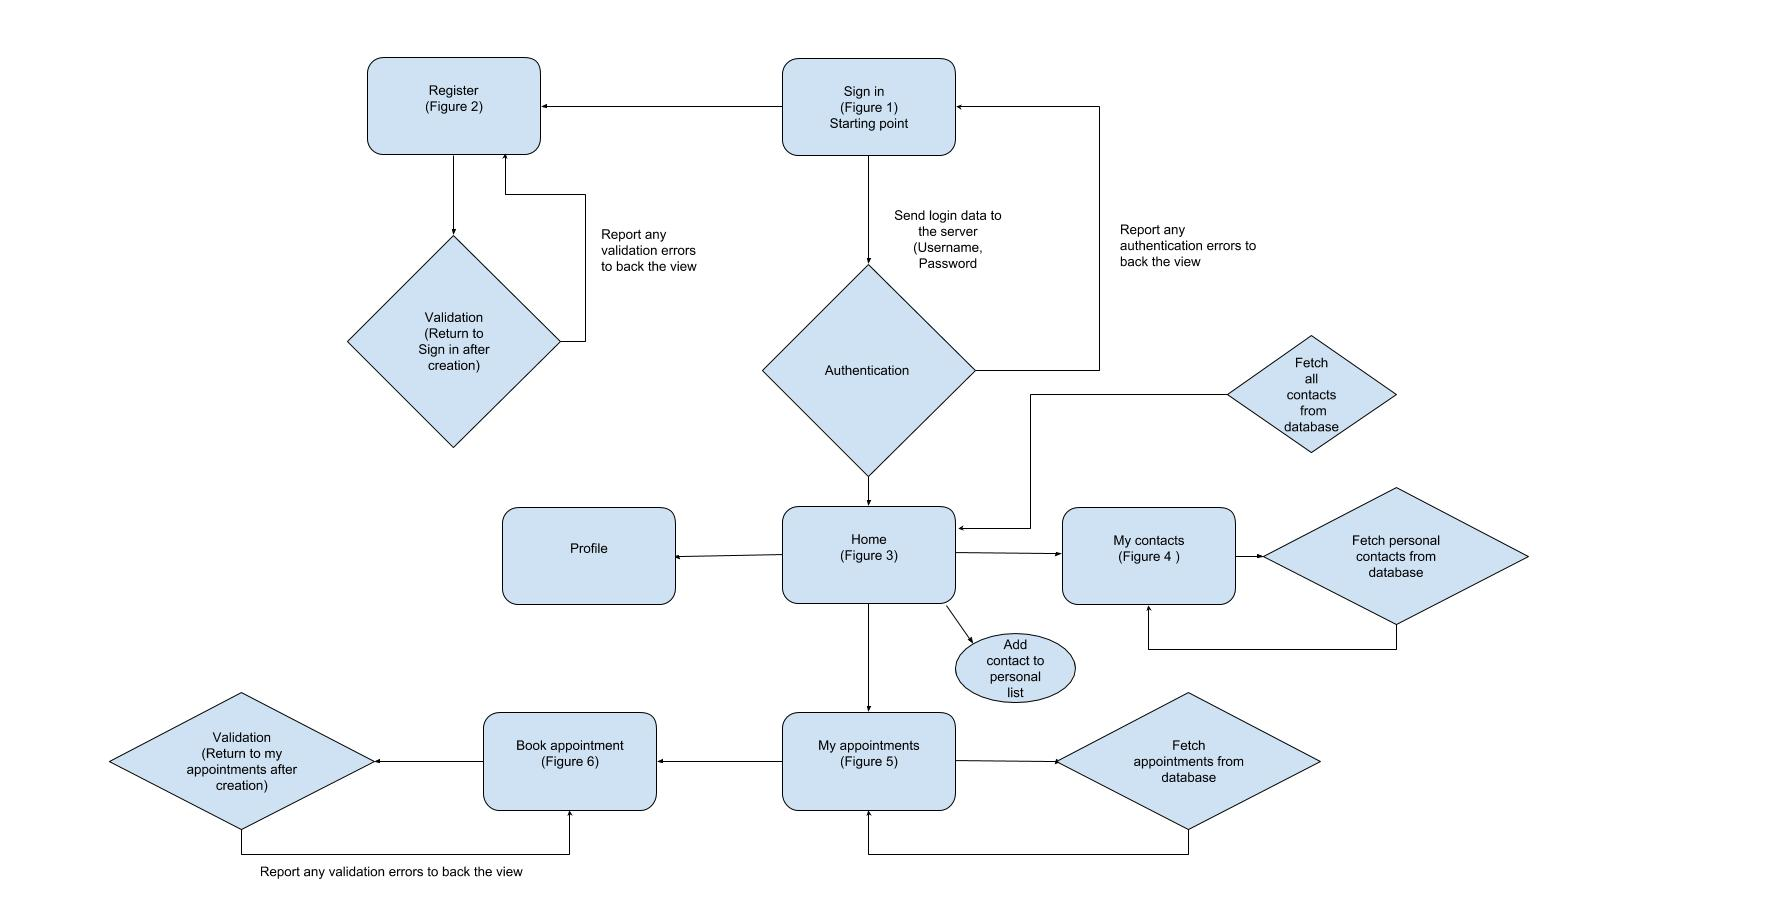 Register
(Figure 2)
Sign in
(Figure 1)
Starting point
Report any
validation errors
to back the view
Send login data to
the server
(Username,
Password
Report any
authentication errors to
back the view
Validation
(Return to
Sign in after
creation)
Authentication
Fetch
all
contacts
from
database
Profile
Home
(Figure 3)
My contacts
(Figure 4 )
Fetch personal
contacts from
database
Add
contact to
personal
list
Validation
(Return to my
appointments after
creation)
Book appointment
(Figure 6)
My appointments
(Figure 5)
Fetch
appointments from
database
Report any validation errors to back the view